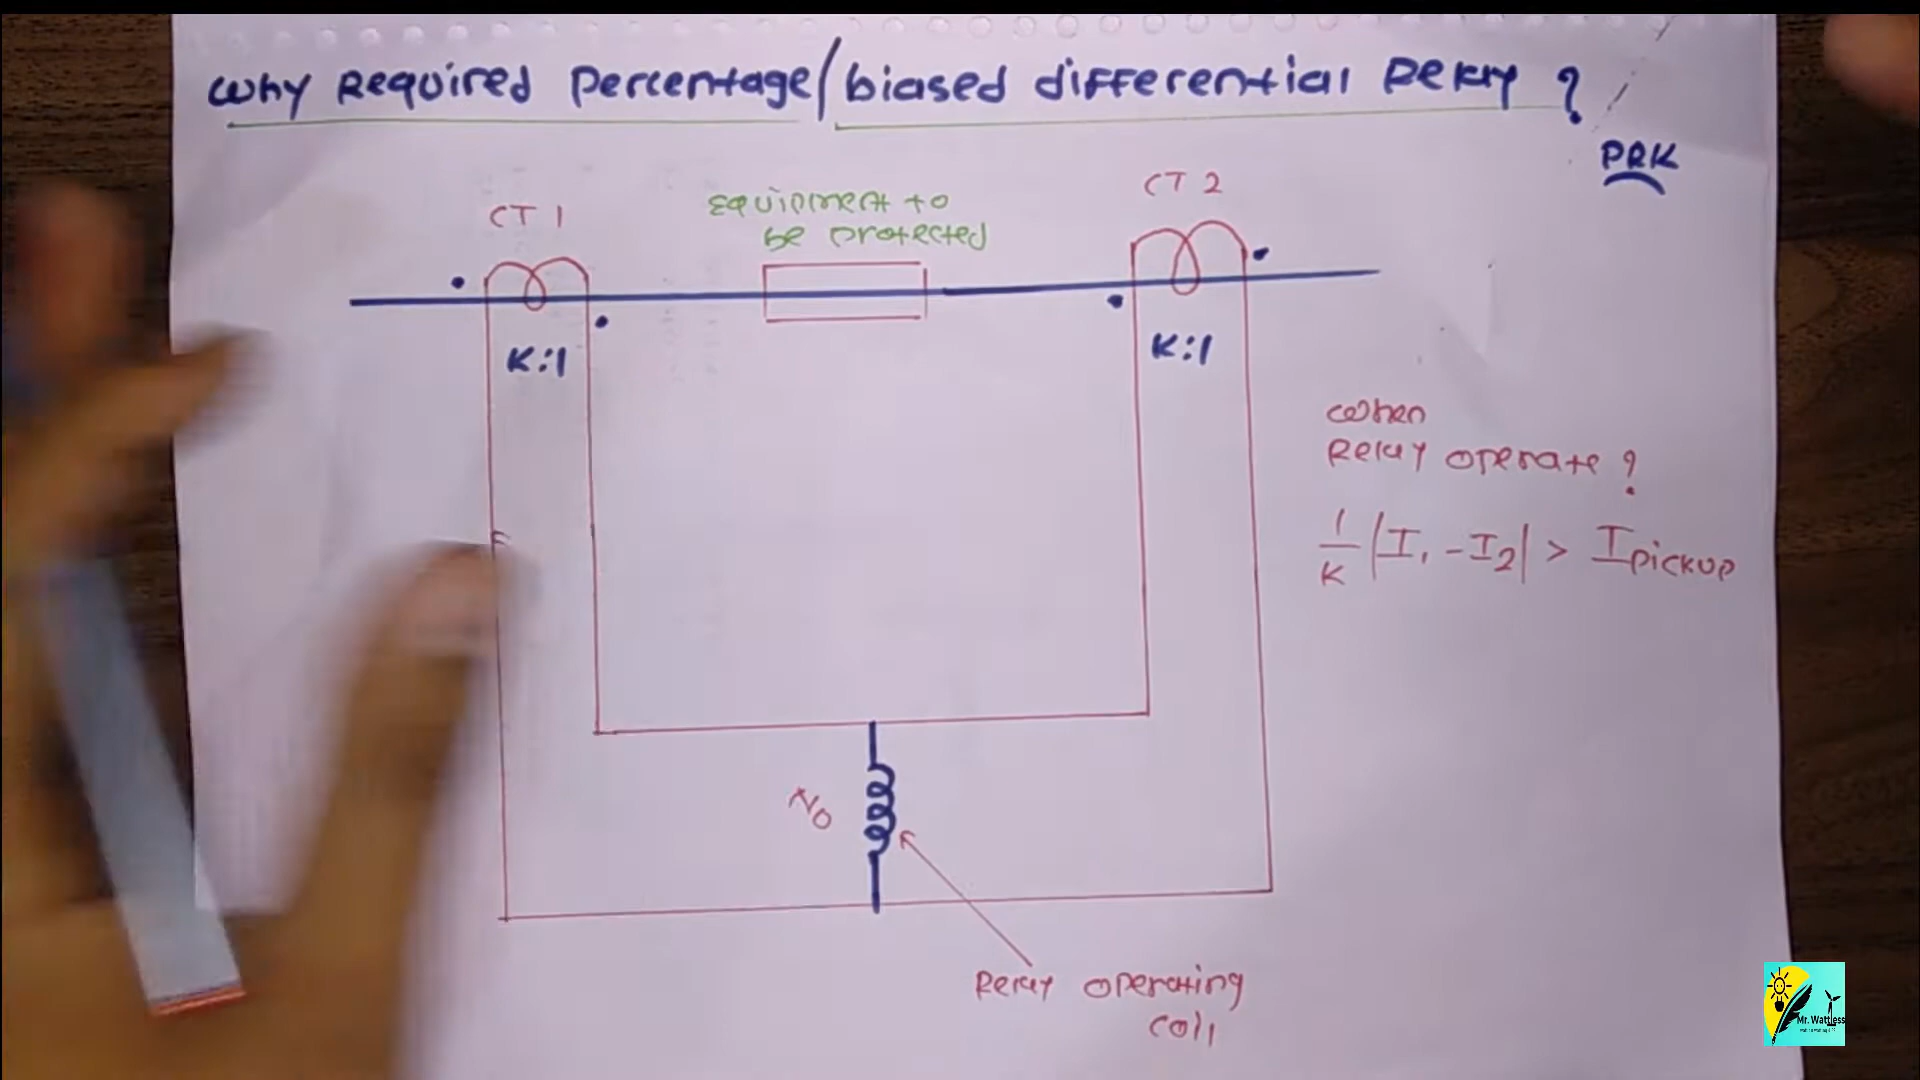 Why Required Percentage/biased differential Relay ?
PRK
CT 1
Equipment to
be protected
CT 2
K:1
K:1
When
Relay operate ?
1/K |I1 - I2| > Ipickup
No
Relay operating
coil
Mr. Wattless